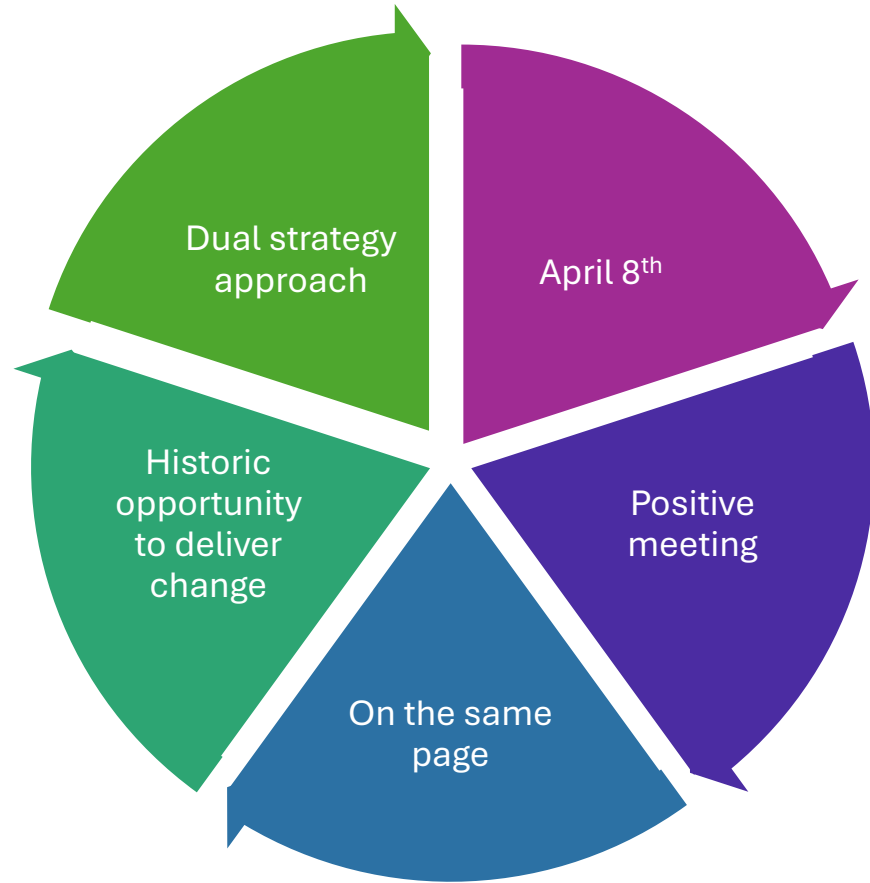 April 8th
Positive
meeting
On the same
page
Historic
opportunity
to deliver
change
Dual strategy
approach